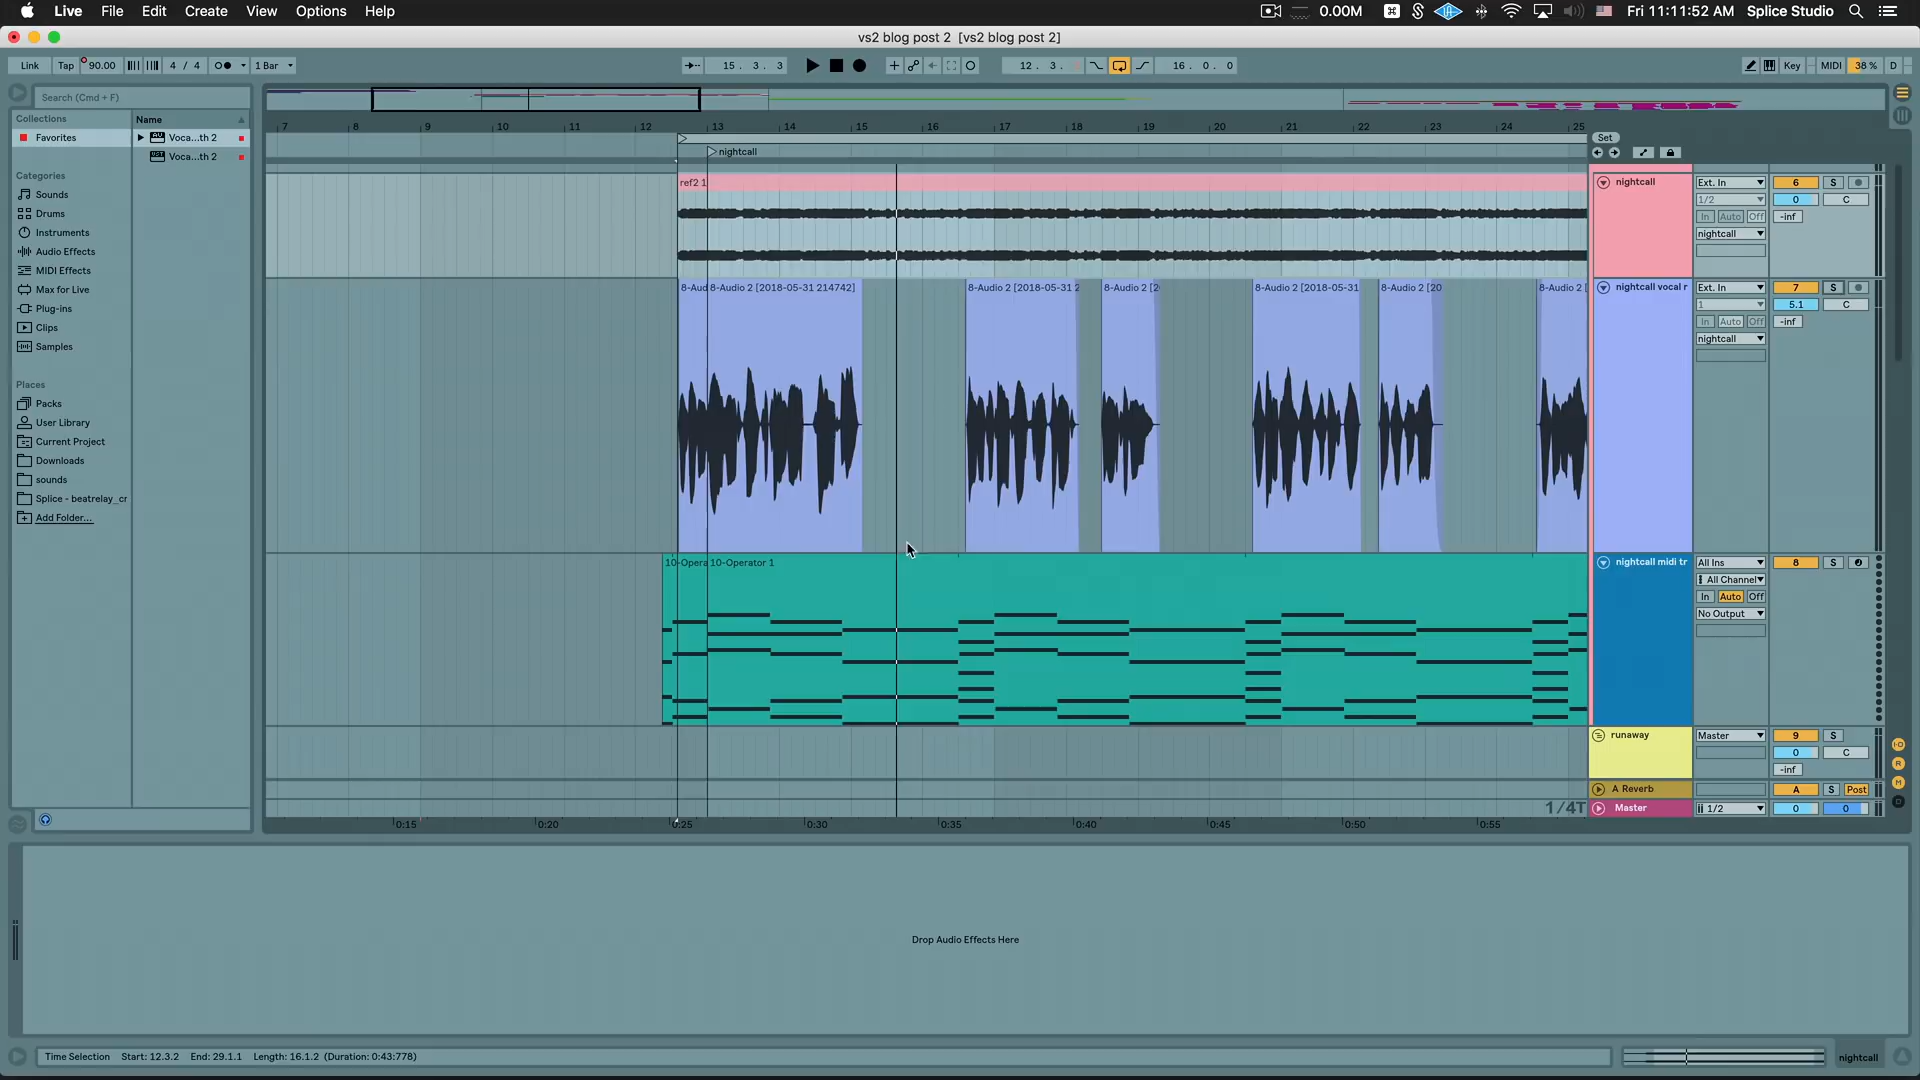 Live File Edit Create View Options Help 0.00M Fri 11:11:52 AM Splice Studio
vs2 blog post 2 [vs2 blog post 2]
Link Tap 90.00 4 / 4 1 Bar 15 . 3 . 3 12 . 3 . 16 . 0 . 0 Key MIDI 38 % D
Search (Cmd + F)
Collections
Favorites
Categories
Sounds
Drums
Instruments
Audio Effects
MIDI Effects
Max for Live
Plug-ins
Clips
Samples
Places
Packs
User Library
Current Project
Downloads
sounds
Splice - beatrelay_cr
Add Folder...
Name
Voca...th 2
Voca...th 2
7 8 9 10 11 12 13 14 15 16 17 18 19 20 21 22 23 24 25
Set
nightcall
ref2 1
8-Aud 8-Audio 2 [2018-05-31 214742] 8-Audio 2 [2018-05-31 2 8-Audio 2 [2 8-Audio 2 [2018-05-31 8-Audio 2 [20 8-Audio 2 [
10-Opera 10-Operator 1
nightcall Ext. In 6 S
1/2 0 C
In Auto Off -inf
nightcall
nightcall vocal r Ext. In 7 S
1 5.1 C
In Auto Off -inf
nightcall
nightcall midi tr All Ins 8 S
All Channel
In Auto Off
No Output
runaway Master 9 S
0 C
-inf
A Reverb A S Post
1/4T Master 1/2 0 0
0:15 0:20 0:25 0:30 0:35 0:40 0:45 0:50 0:55
I·O
R
M
D
Drop Audio Effects Here
Time Selection Start: 12.3.2 End: 29.1.1 Length: 16.1.2 (Duration: 0:43:778)
nightcall